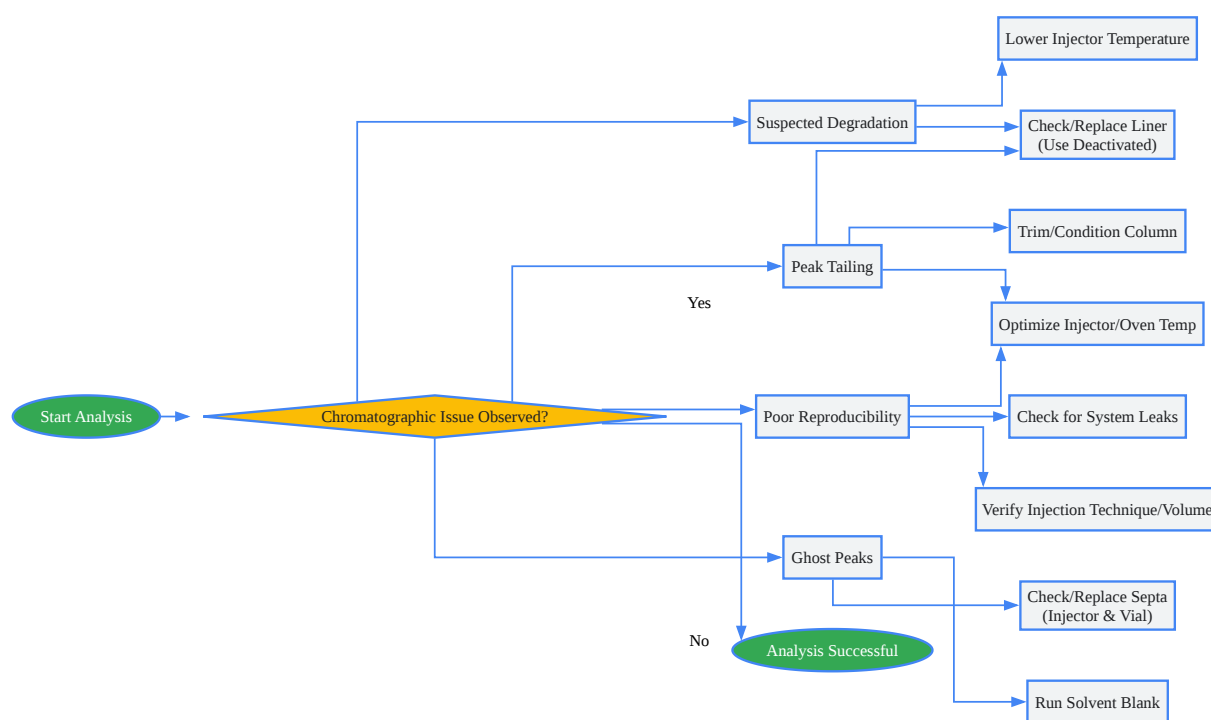 Lower Injector Temperature
Suspected Degradation
Check/Replace Liner
(Use Deactivated)
Trim/Condition Column
Peak Tailing
Yes
Optimize Injector/Oven Temp
Start Analysis
Chromatographic Issue Observed?
Poor Reproducibility
Check for System Leaks
Verify Injection Technique/Volume
Ghost Peaks
Check/Replace Septa
(Injector & Vial)
No
Analysis Successful
Run Solvent Blank